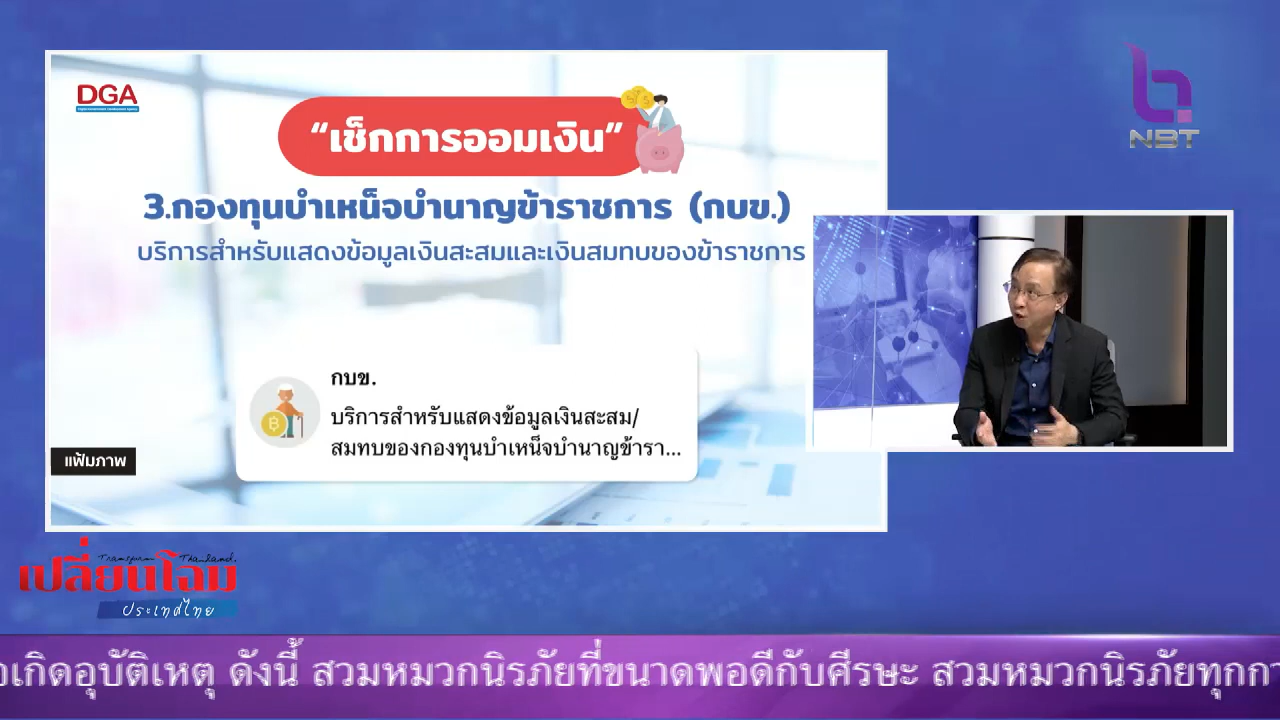 DGA
“เช็กการออมเงิน”
3.กองทุนบำเหน็จบำนาญข้าราชการ (กบข.)
บริการสำหรับแสดงข้อมูลเงินสะสมและเงินสมทบของข้าราชการ
กบข.
บริการสำหรับแสดงข้อมูลเงินสะสม/
สมทบของกองทุนบำเหน็จบำนาญข้ารา...
แฟ้มภาพ
NBT
Transform Thailand.
เปลี่ยนโฉม
ประเทศไทย
เกิดอุบัติเหตุ ดังนี้ สวมหมวกนิรภัยที่ขนาดพอดีกับศีรษะ สวมหมวกนิรภัยทุกกา